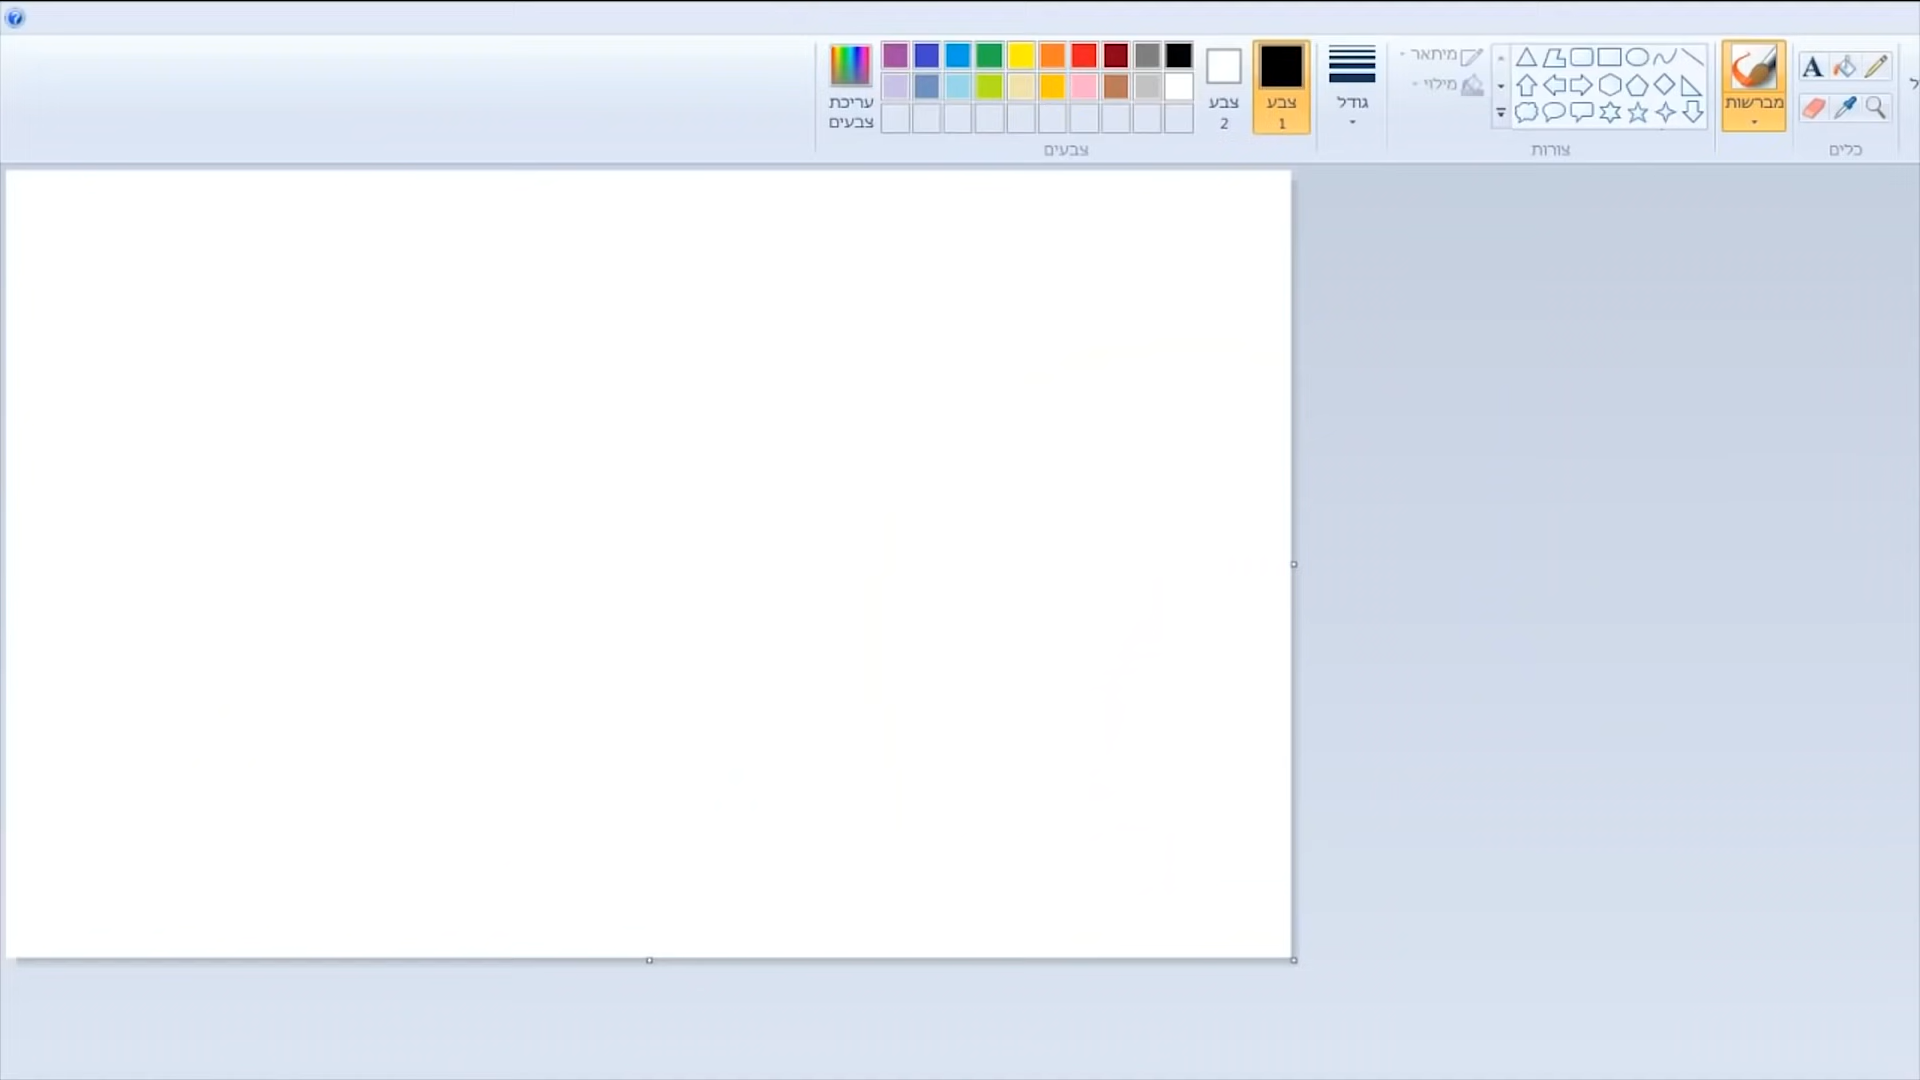 כלים
מברשות
צורות
מיתאר
מילוי
גודל
צבע
1
צבע
2
צבעים
עריכת
צבעים
A
?